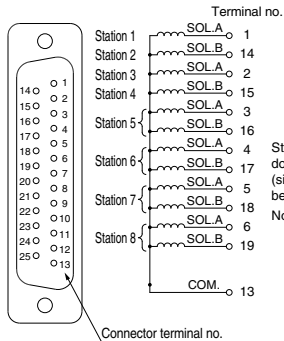 Terminal no.
Station 1 SOL.A 1
Station 2 SOL.B 14
Station 3 SOL.A 2
Station 4 SOL.B 15
Station 5 SOL.A 3
SOL.B 16
Station 6 SOL.A 4
SOL.B 17
Station 7 SOL.A 5
SOL.B 18
Station 8 SOL.A 6
SOL.B 19
COM. 13
1
14
2
15
3
16
4
17
5
18
6
19
7
20
8
21
9
22
10
23
11
24
12
25
13
St
do
(si
be
No
Connector terminal no.